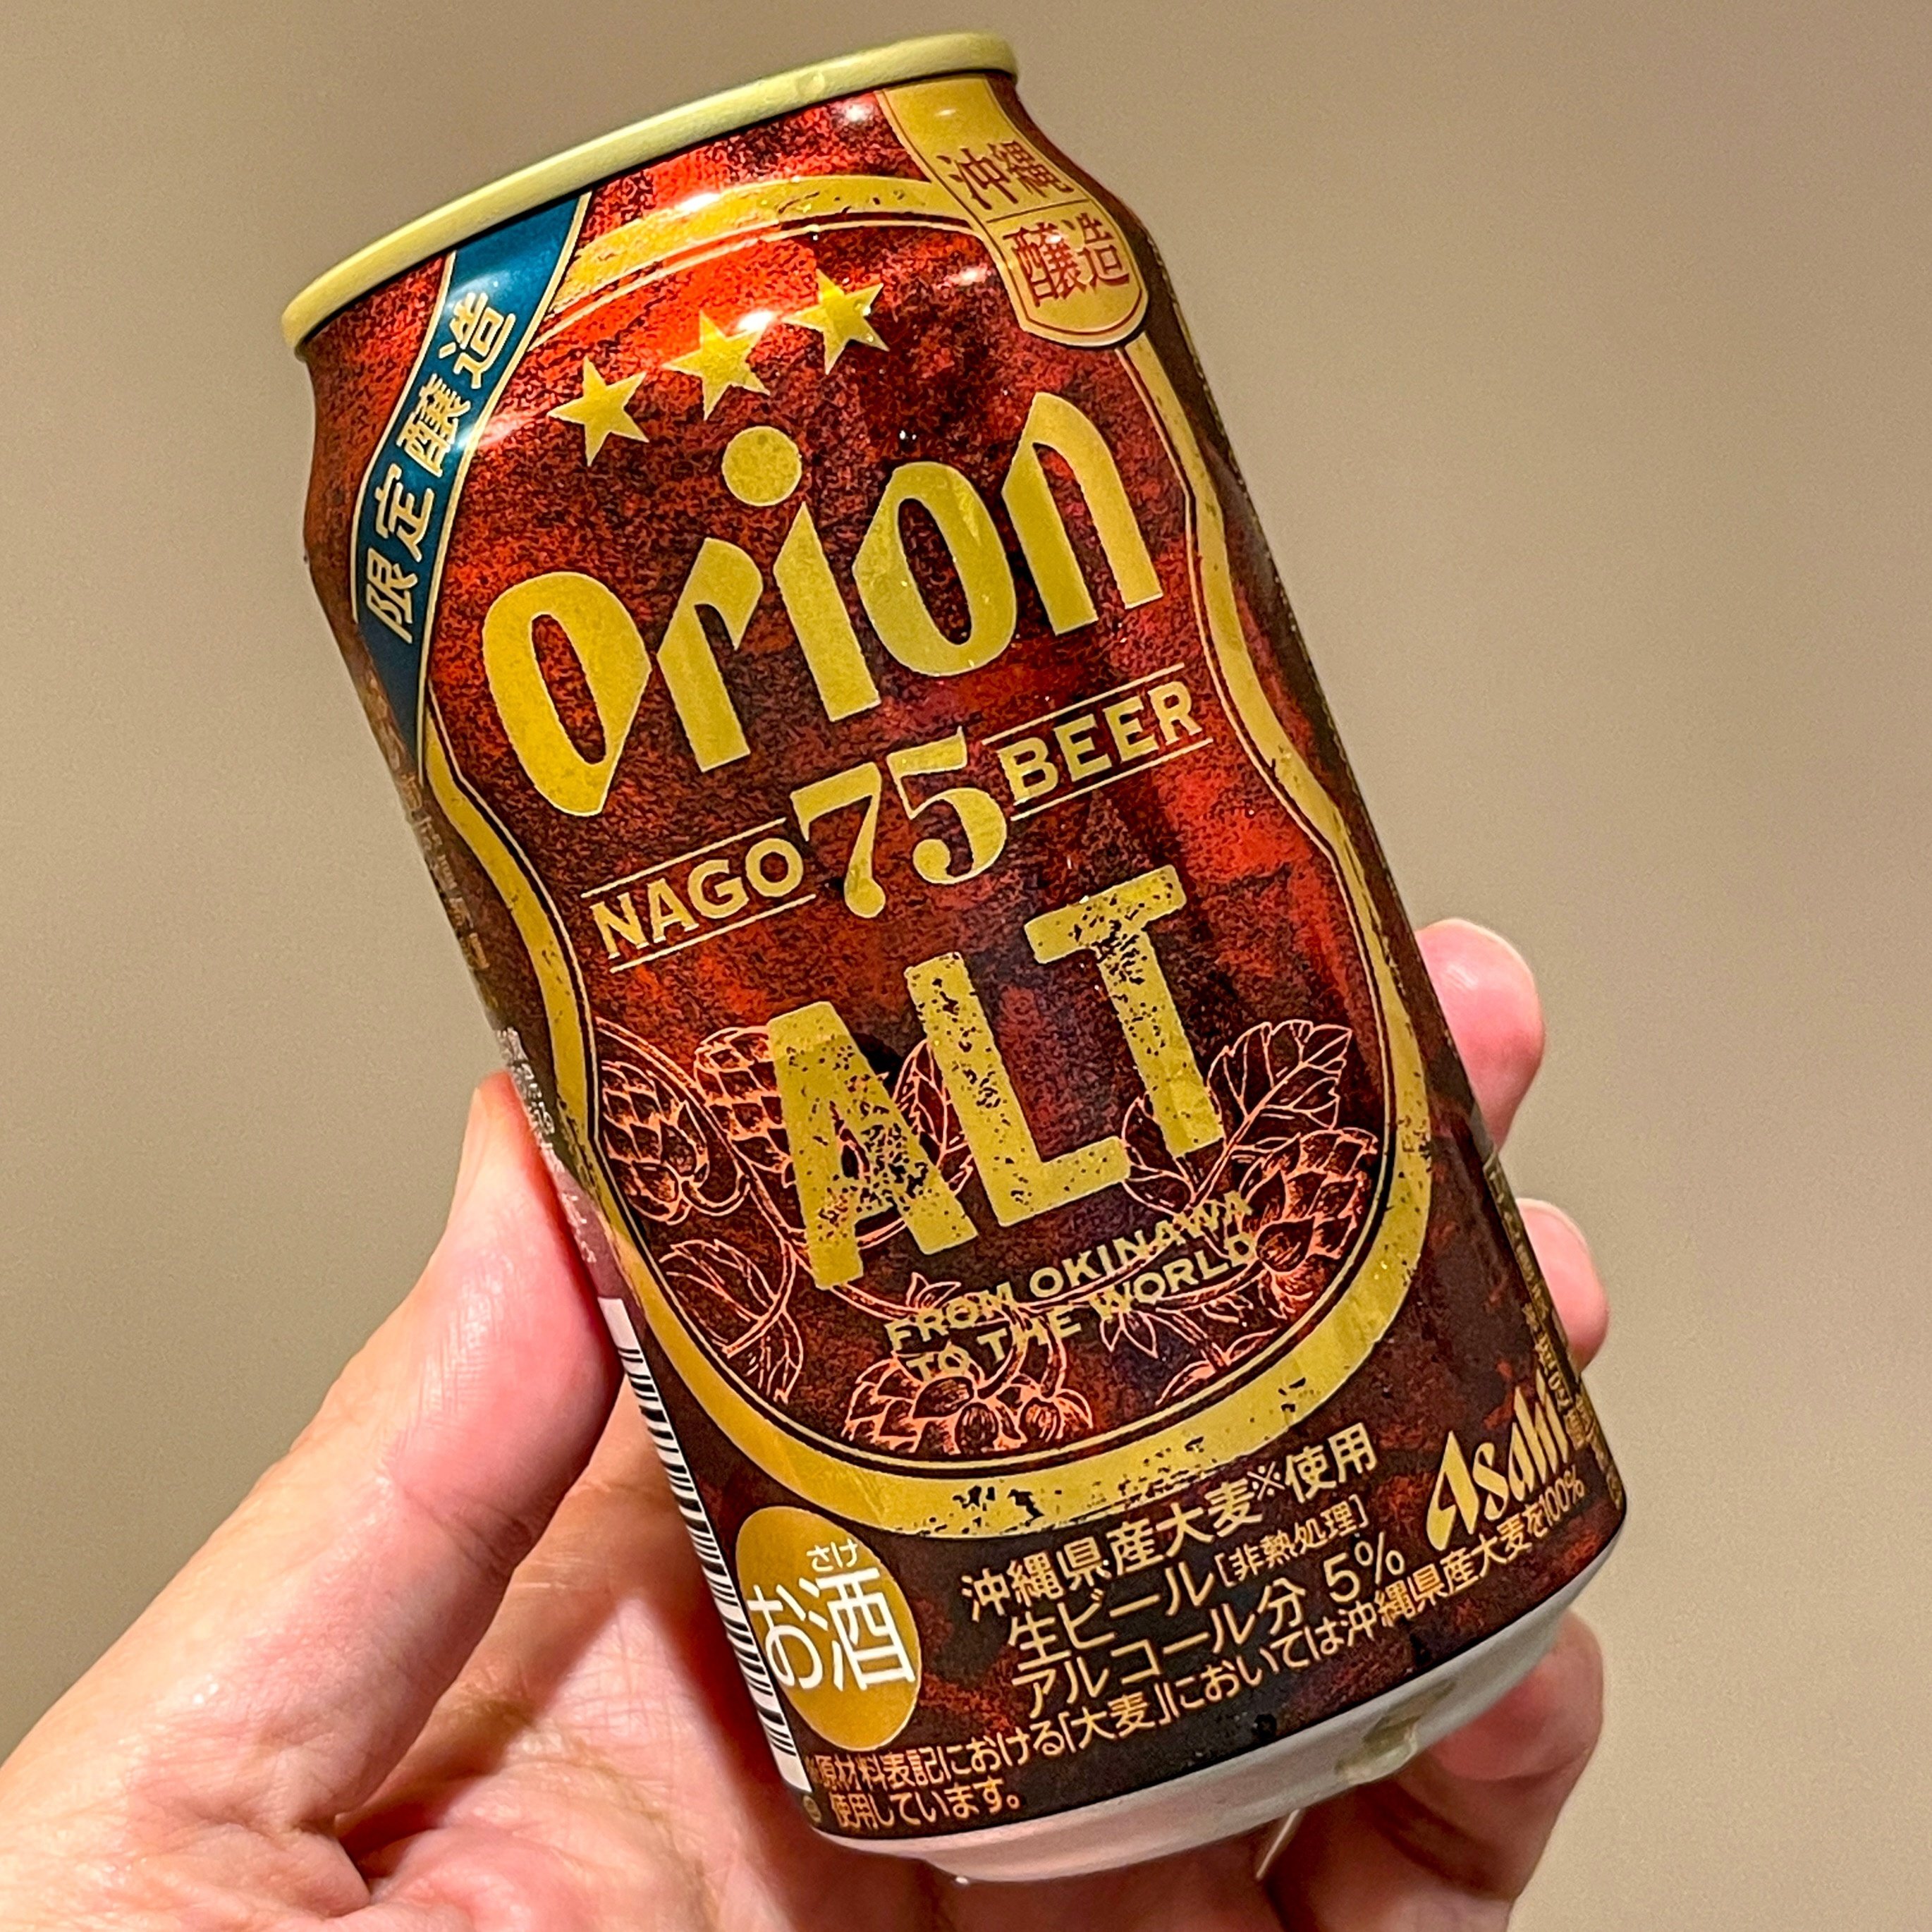 限定醸造
沖縄
醸造
orion
NAGO 75 BEER
ALT
FROM OKINAWA
TO THE WORLD
Asahi
さけ
お酒
沖縄県産大麦※使用
生ビール[非熱処理]
アルコール分 5%
※原材料表記における「大麦」においては沖縄県産大麦を100%
使用しています。